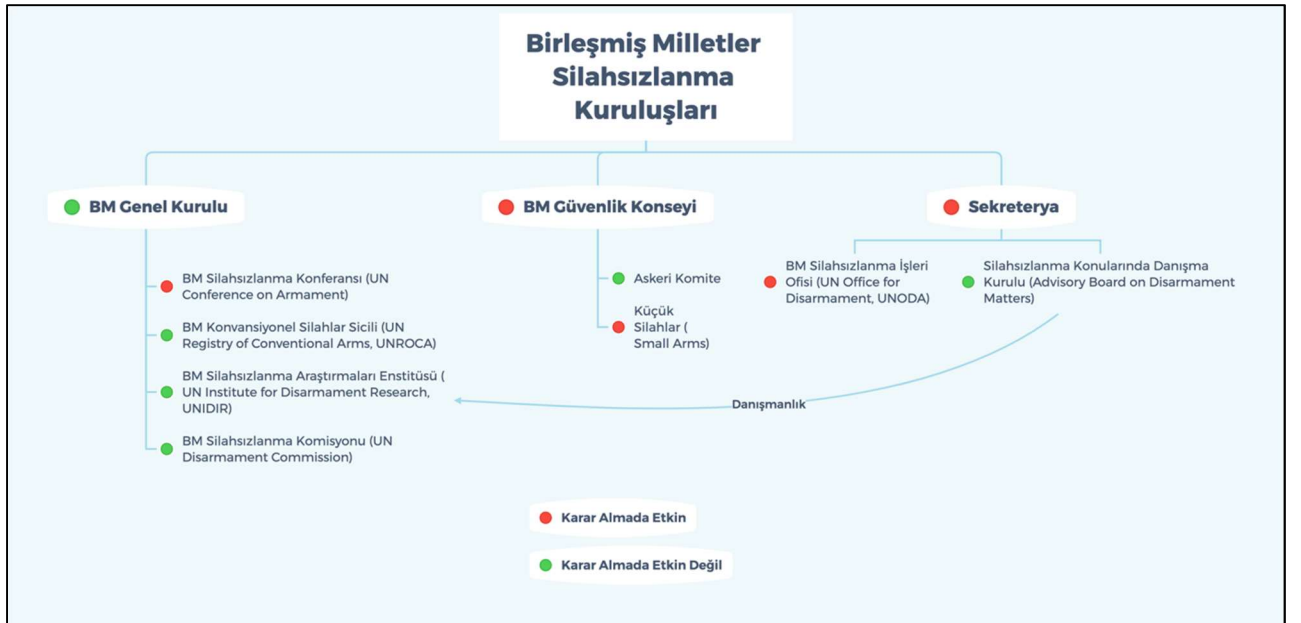 Birleşmiş Milletler
Silahsızlanma
Kuruluşları
BM Genel Kurulu
BM Silahsızlanma Konferansı (UN
Conference on Armament)
BM Konvansiyonel Silahlar Sicili (UN
Registry of Conventional Arms, UNROCA)
BM Silahsızlanma Araştırmaları Enstitüsü (
UN Institute for Disarmament Research,
UNIDIR)
BM Silahsızlanma Komisyonu (UN
Disarmament Commission)
BM Güvenlik Konseyi
Askeri Komite
Küçük
Silahlar (
Small Arms)
Sekreterya
BM Silahsızlanma İşleri
Ofisi (UN Office for
Disarmament, UNODA)
Silahsızlanma Konularında Danışma
Kurulu (Advisory Board on Disarmament
Matters)
Danışmanlık
Karar Almada Etkin
Karar Almada Etkin Değil